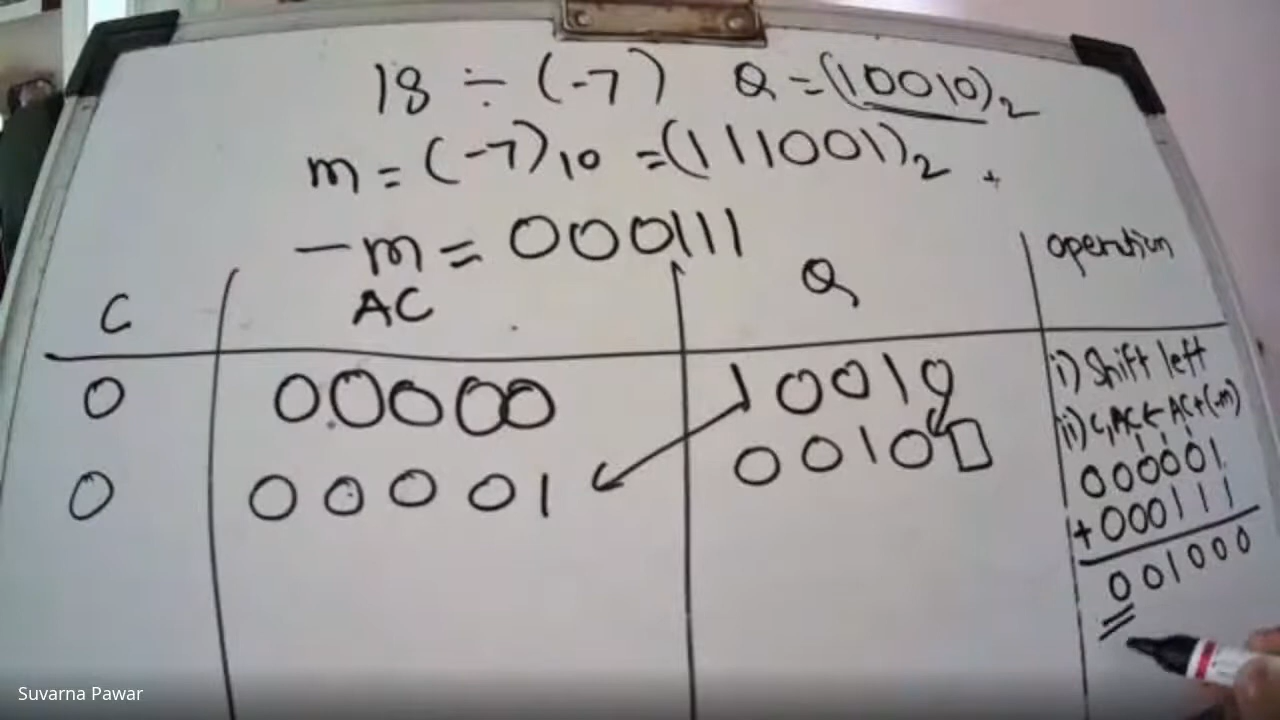 18 ÷ (-7) Q = (10010)2
m = (-7)10 = (111001)2 +
- m = 000111
C AC Q operation
0 00000 10010 i) Shift left
ii) C,AC ← AC+(-m)
0 00001 0010□ 000001
+000111
001000
Suvarna Pawar